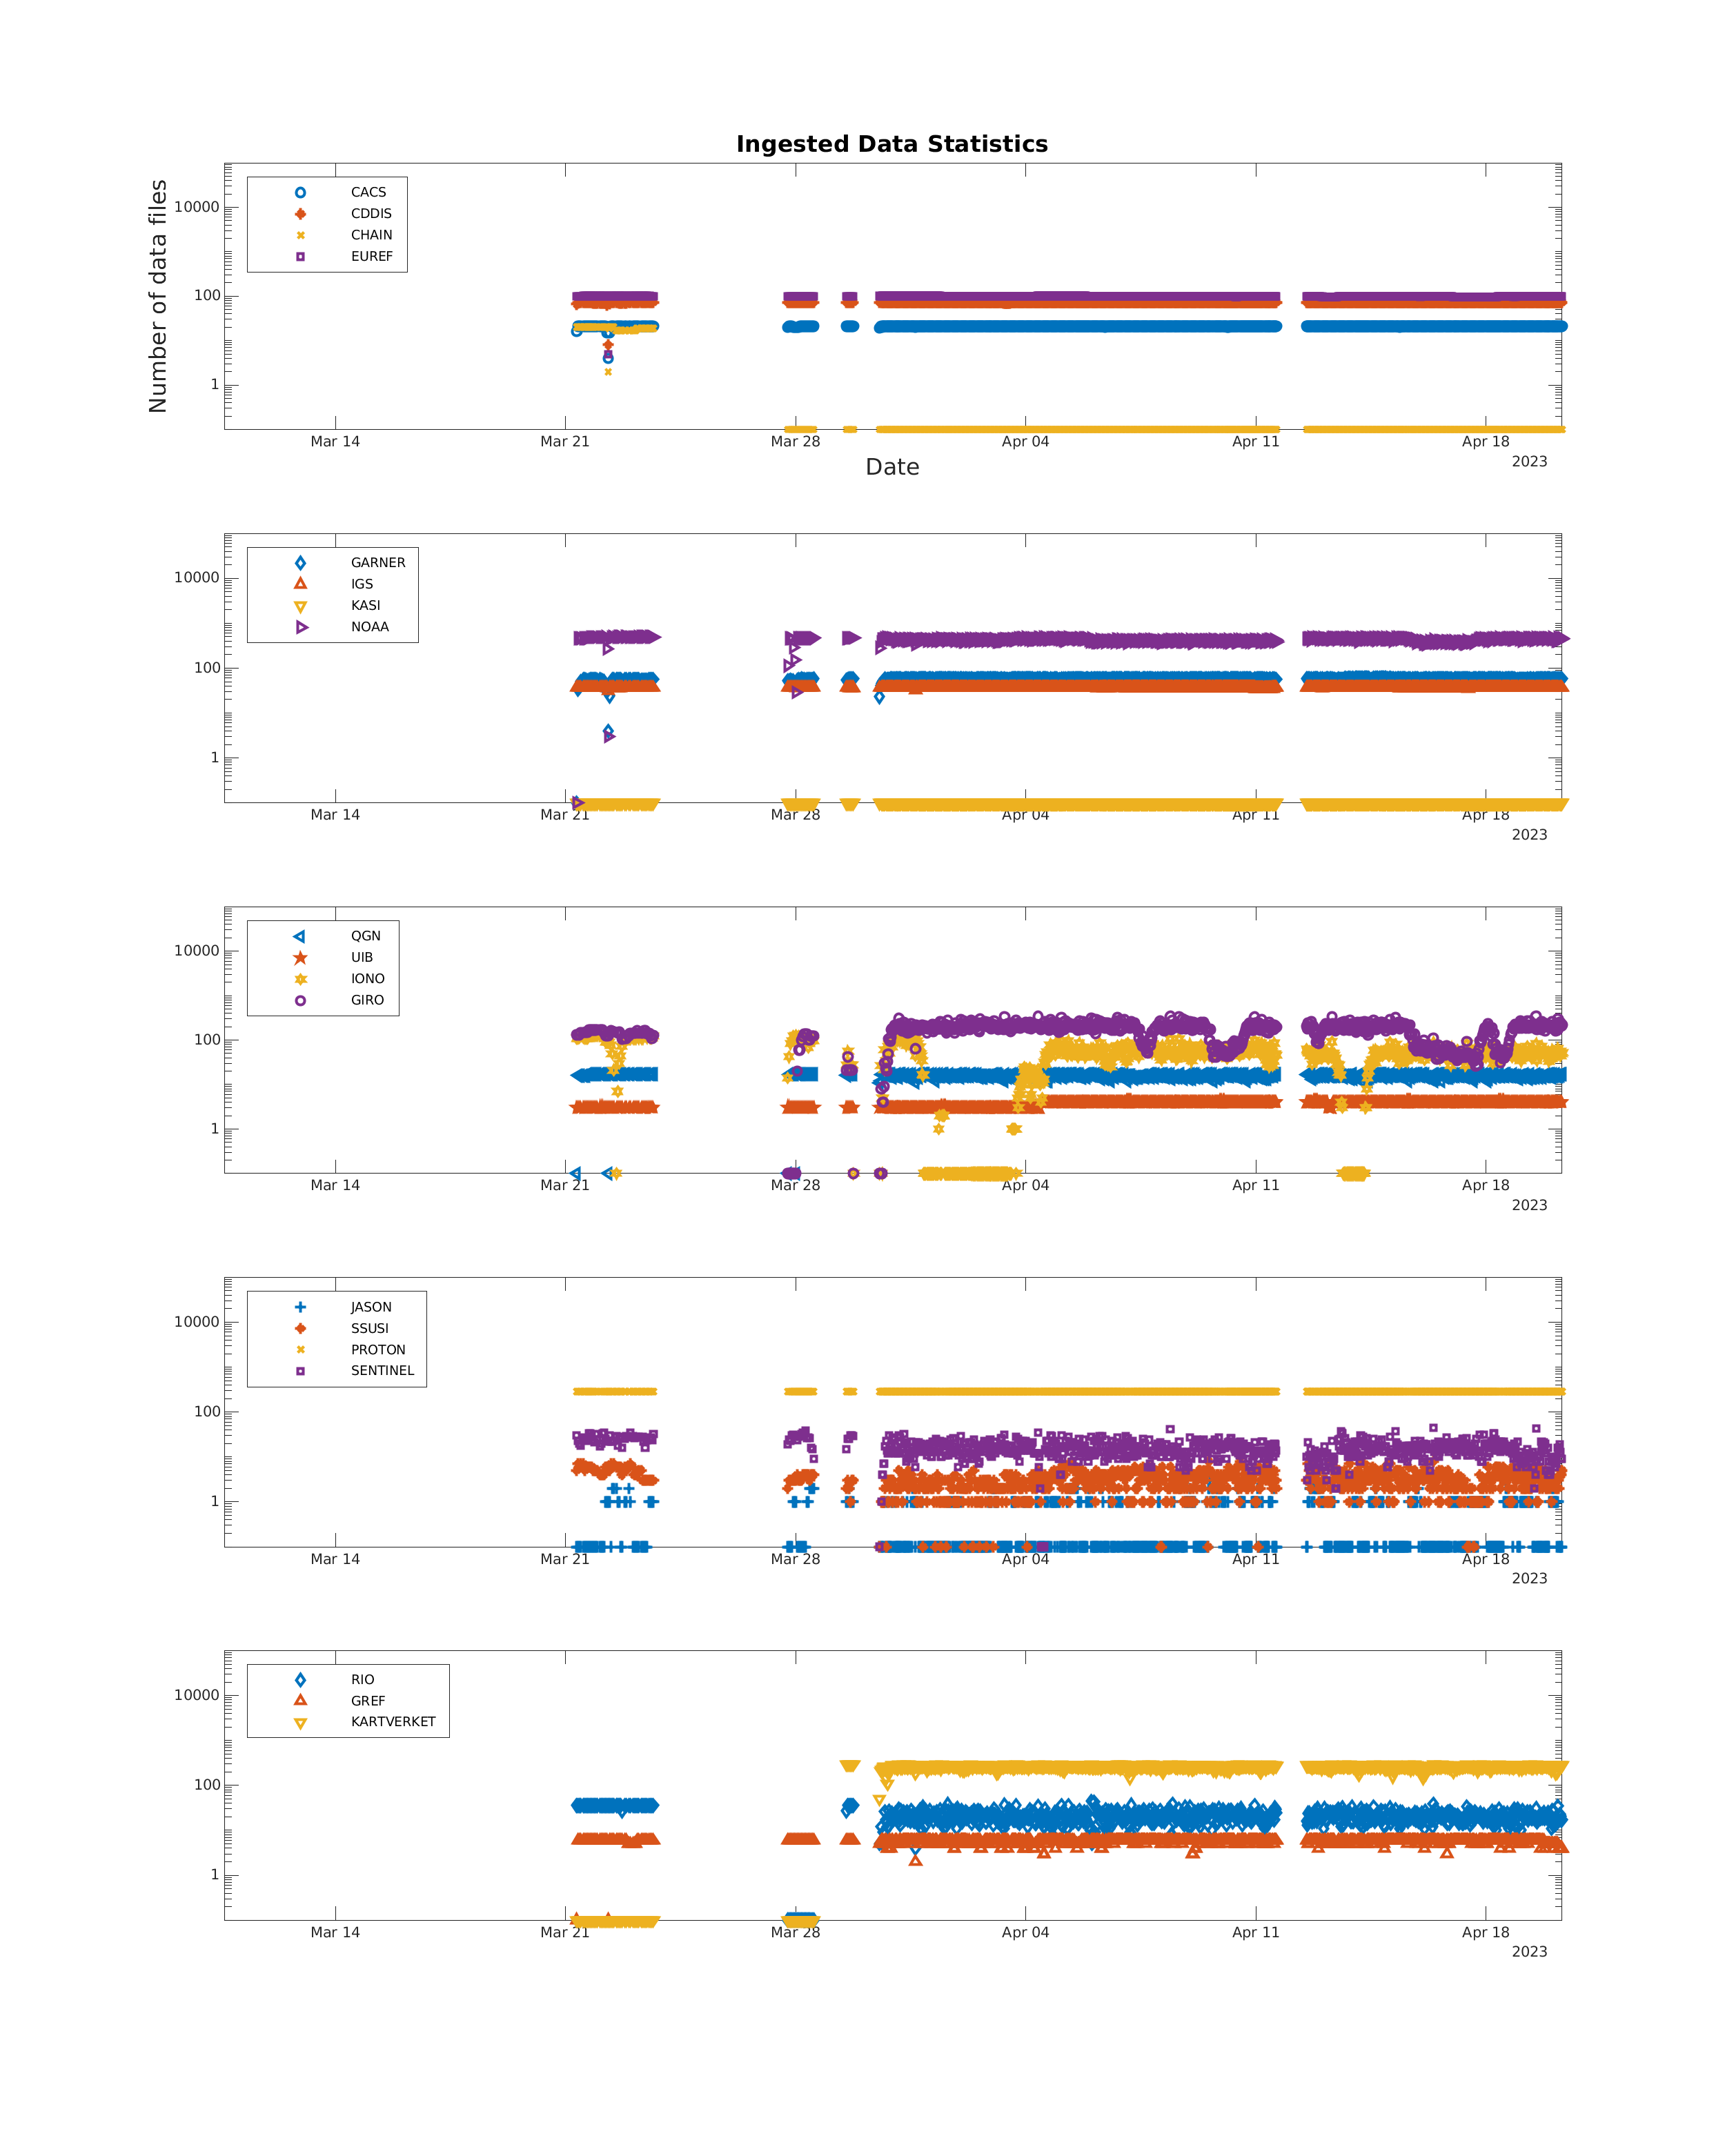 Ingested Data Statistics
Number of data files
10000
100
1
CACS
CDDIS
CHAIN
EUREF
Mar 14 Mar 21 Mar 28 Apr 04 Apr 11 Apr 18
2023
Date
10000
100
1
GARNER
IGS
KASI
NOAA
Mar 14 Mar 21 Mar 28 Apr 04 Apr 11 Apr 18
2023
10000
100
1
QGN
UIB
IONO
GIRO
Mar 14 Mar 21 Mar 28 Apr 04 Apr 11 Apr 18
2023
10000
100
1
JASON
SSUSI
PROTON
SENTINEL
Mar 14 Mar 21 Mar 28 Apr 04 Apr 11 Apr 18
2023
10000
100
1
RIO
GREF
KARTVERKET
Mar 14 Mar 21 Mar 28 Apr 04 Apr 11 Apr 18
2023